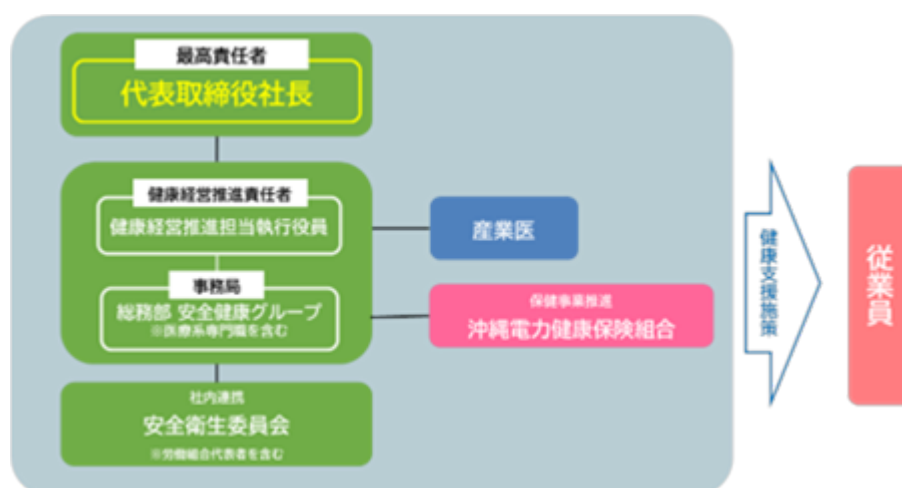 最高責任者
代表取締役社長
健康経営推進責任者
健康経営推進担当執行役員
事務局
総務部 安全健康グループ
※医療系専門職を含む
社内連携
安全衛生委員会
※労働組合代表者を含む
産業医
保健事業推進
沖縄電力健康保険組合
健康支援施策
従業員